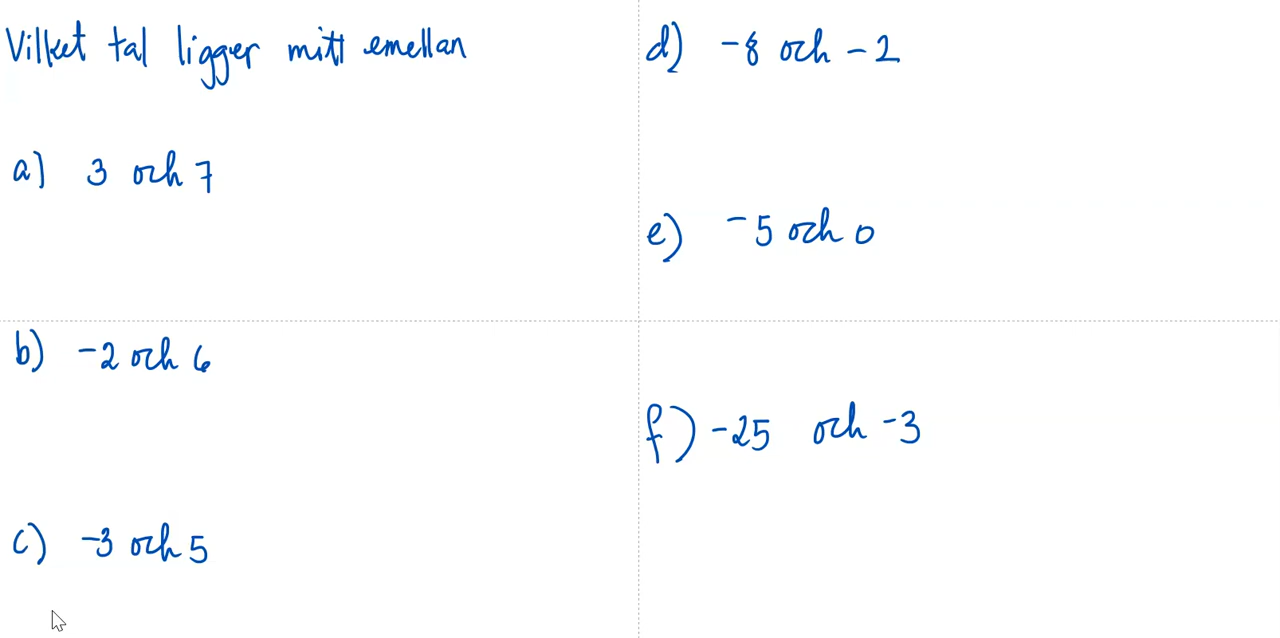 Vilket tal ligger mitt emellan
a) 3 och 7
b) -2 och 6
c) -3 och 5
d) -8 och -2
e) -5 och 0
f) -25 och -3